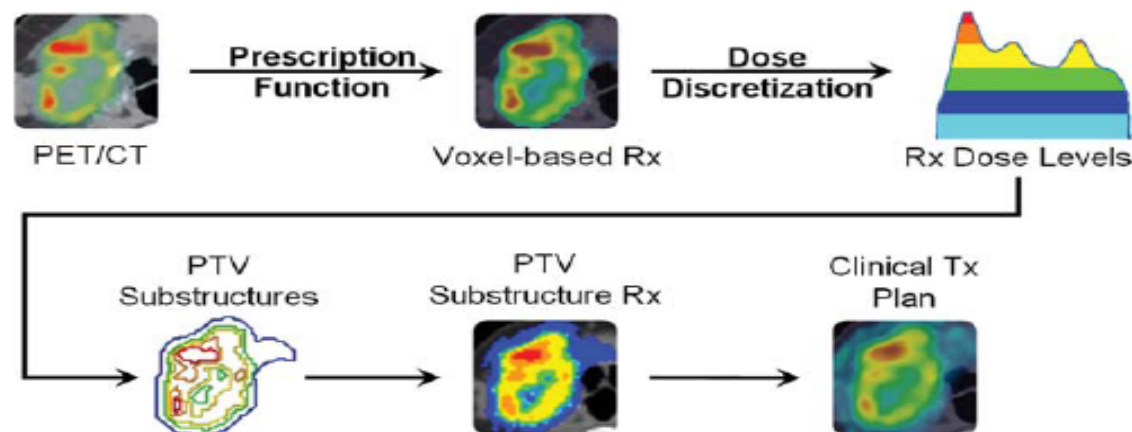 Prescription
Function
Dose
Discretization
PET/CT
Voxel-based Rx
Rx Dose Levels
PTV
Substructures
PTV
Substructure Rx
Clinical Tx
Plan